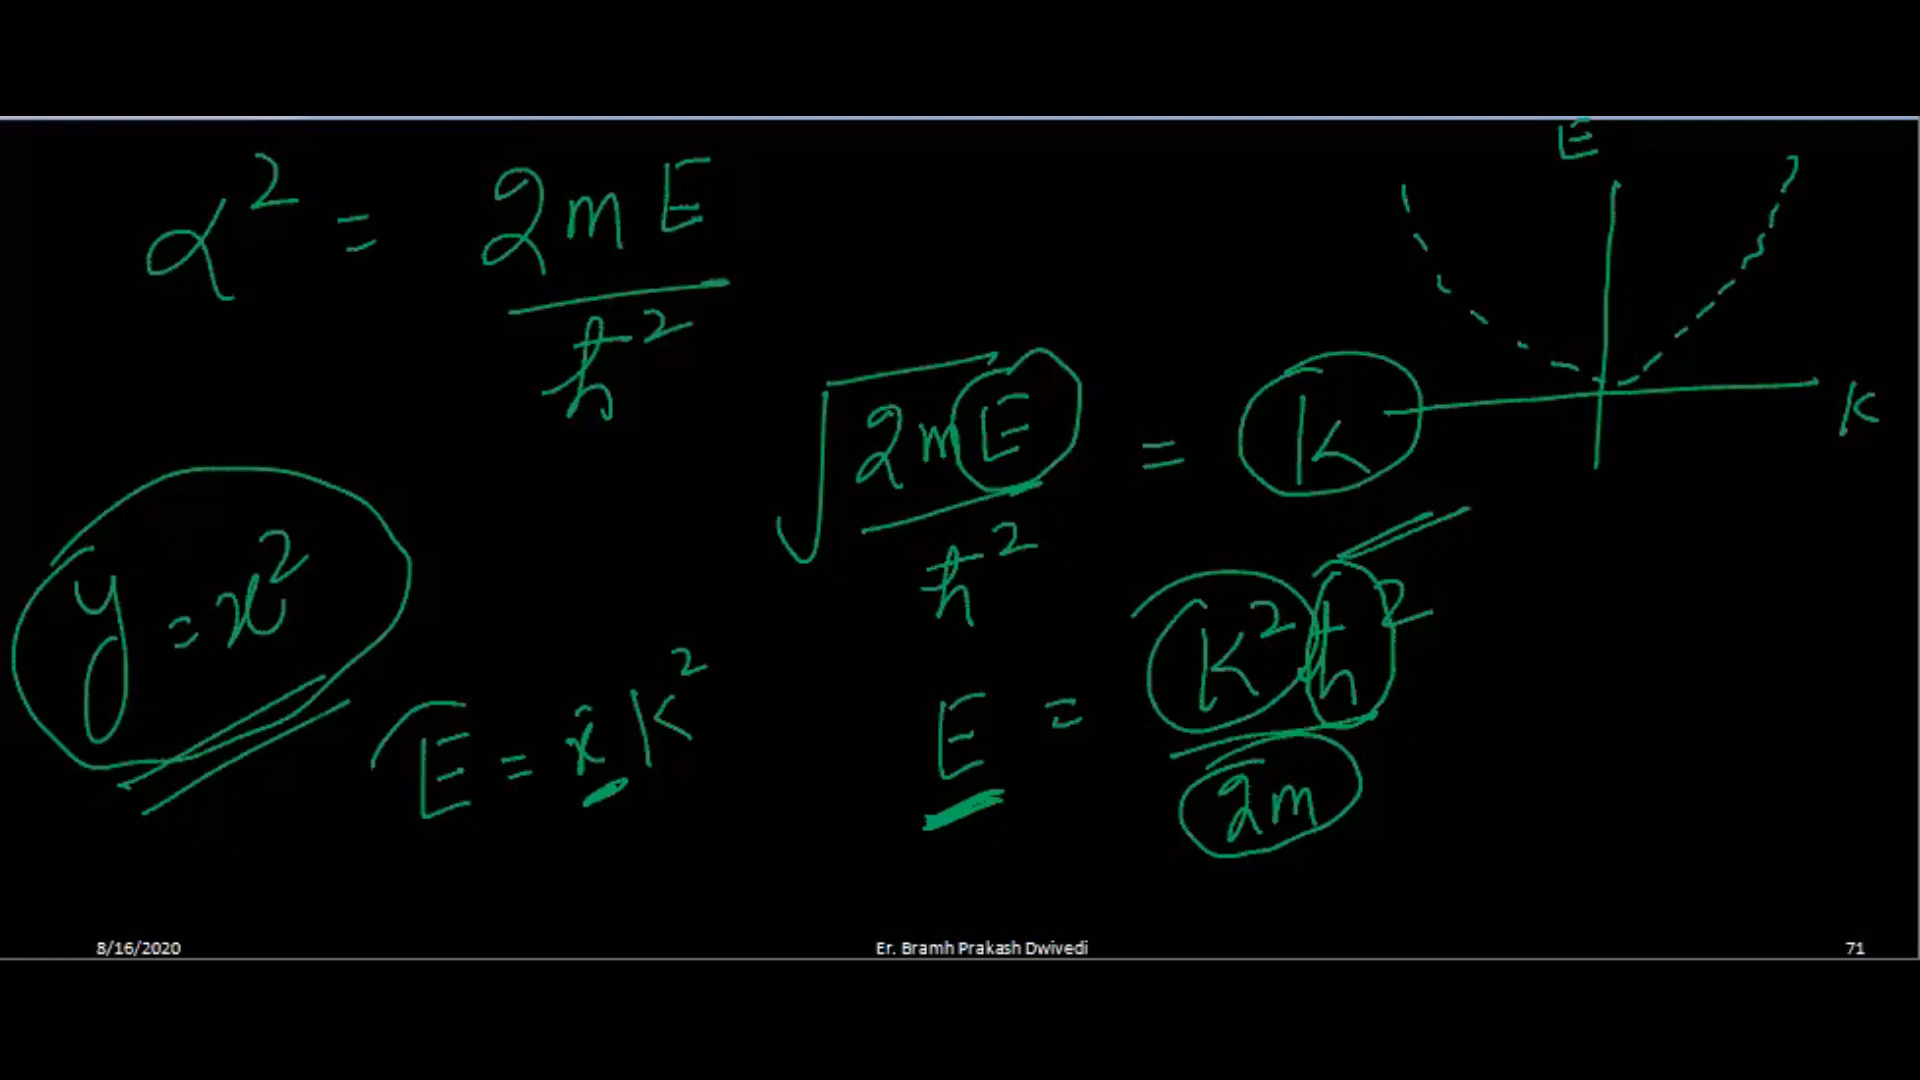 E
α² = 2mE / ħ²
K
√(2mE / ħ²) = K
y = x²
E = K²ħ² / 2m
E = x K²
8/16/2020
Er. Bramh Prakash Dwivedi
71